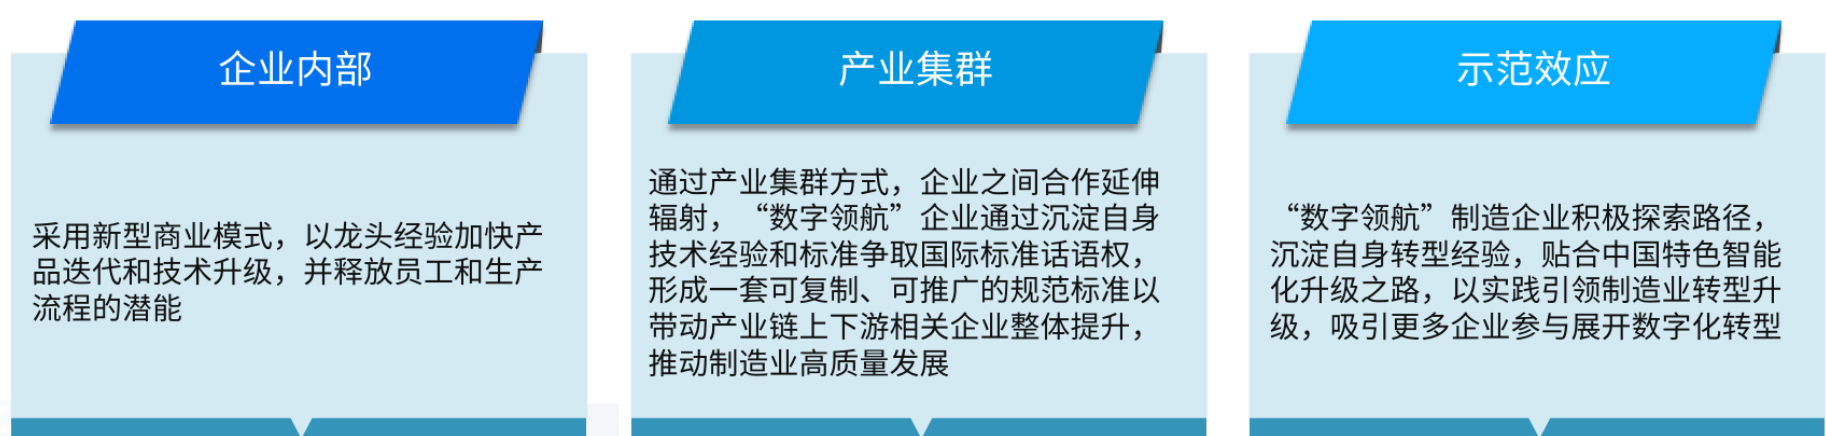 企业内部
采用新型商业模式，以龙头经验加快产
品迭代和技术升级，并释放员工和生产
流程的潜能
产业集群
通过产业集群方式，企业之间合作延伸
辐射，“数字领航”企业通过沉淀自身
技术经验和标准争取国际标准话语权，
形成一套可复制、可推广的规范标准以
带动产业链上下游相关企业整体提升，
推动制造业高质量发展
示范效应
“数字领航”制造企业积极探索路径，
沉淀自身转型经验，贴合中国特色智能
化升级之路，以实践引领制造业转型升
级，吸引更多企业参与展开数字化转型